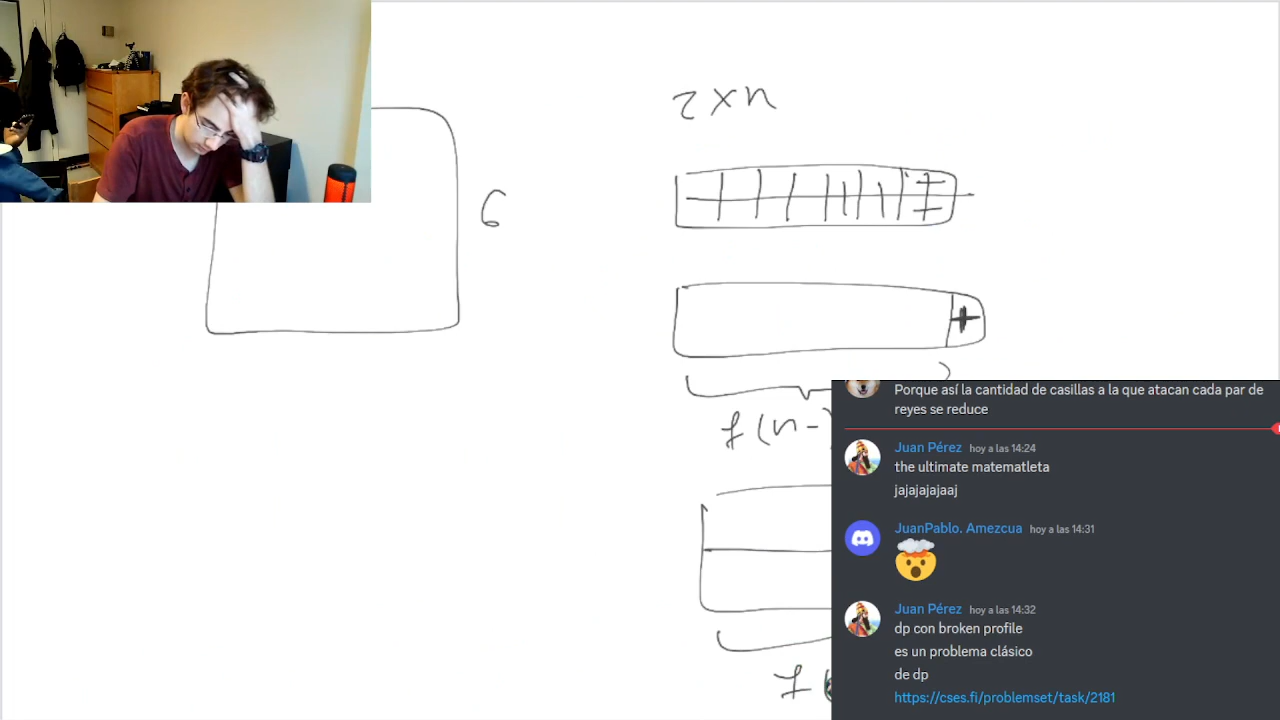 2 x n
6
f(n-
f(
Porque así la cantidad de casillas a la que atacan cada par de
reyes se reduce
Juan Pérez hoy a las 14:24
the ultimate matematleta
jajajajajaaj
JuanPablo. Amezcua hoy a las 14:31
Juan Pérez hoy a las 14:32
dp con broken profile
es un problema clásico
de dp
https://cses.fi/problemset/task/2181